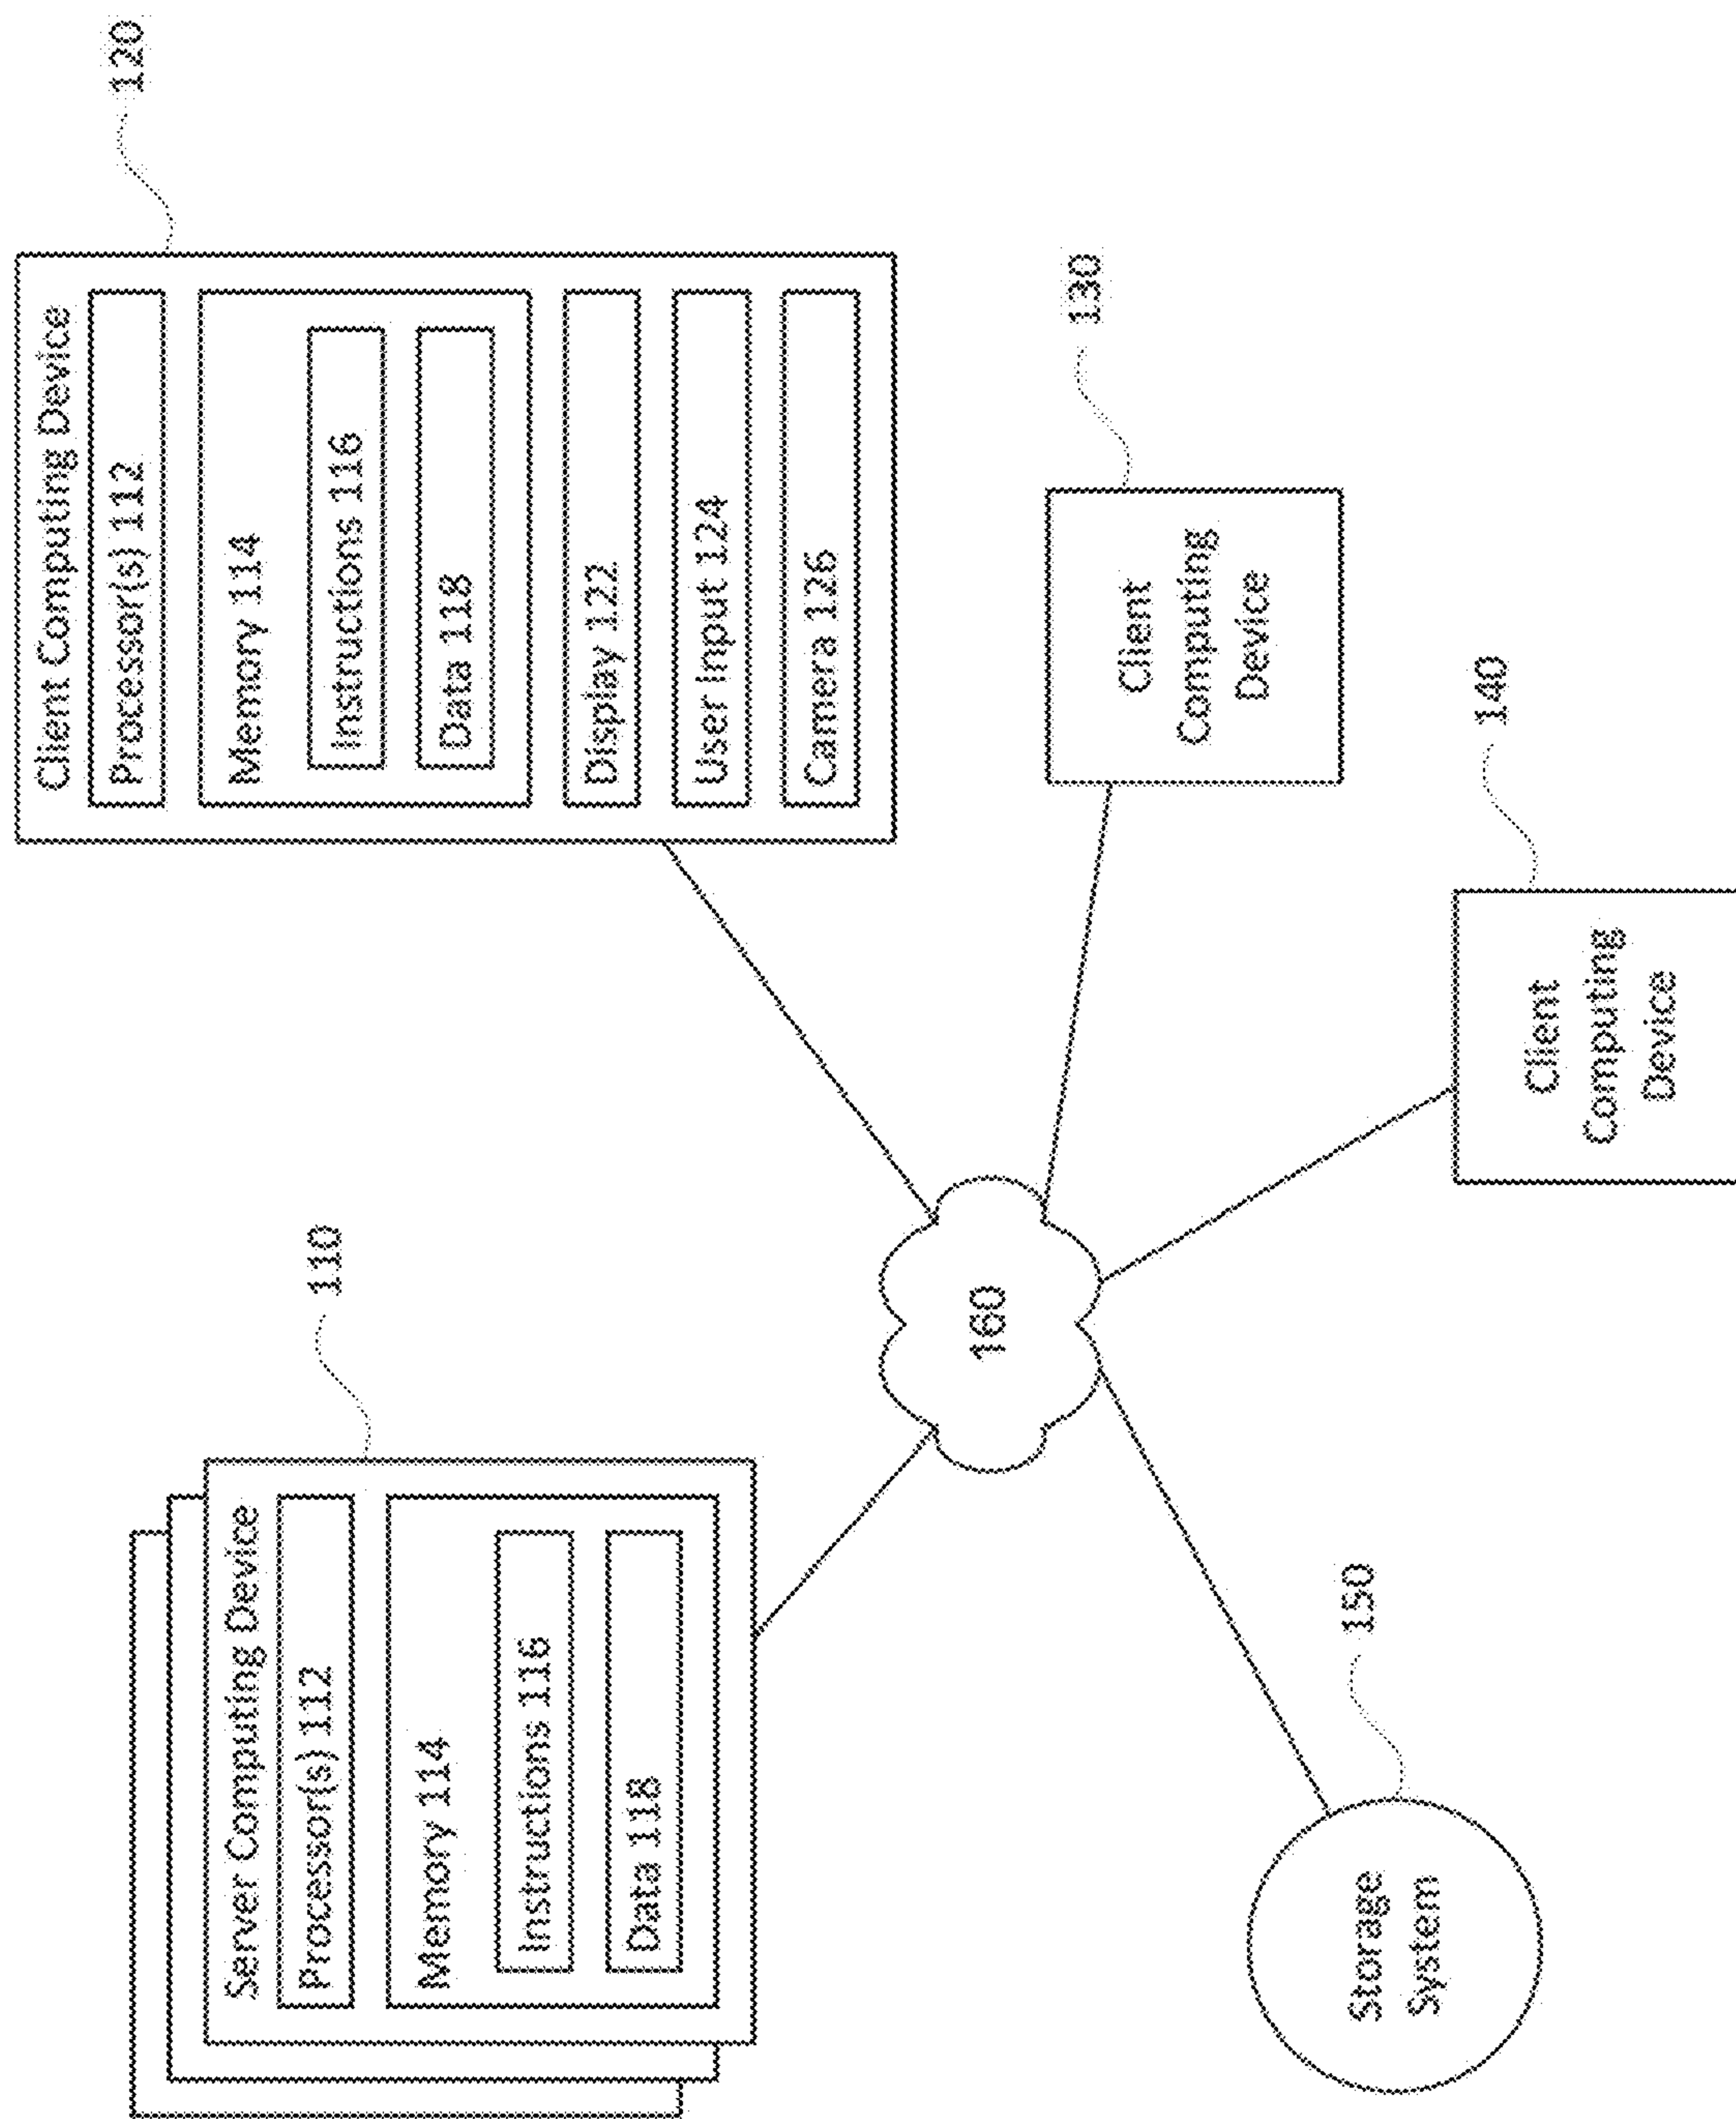 110
Server Computing Device
Processor(s) 112
Memory 114
Instructions 116
Data 118
120
Client Computing Device
Processor(s) 112
Memory 114
Instructions 116
Data 118
Display 122
User Input 124
Camera 126
160
130
Client
Computing
Device
140
Client
Computing
Device
150
Storage
System